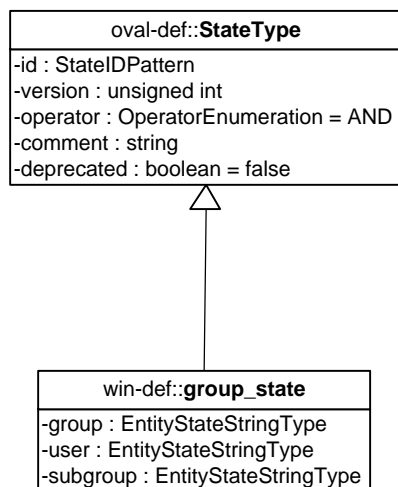 oval-def::StateType
-id : StateIDPattern
-version : unsigned int
-operator : OperatorEnumeration = AND
-comment : string
-deprecated : boolean = false
win-def::group_state
-group : EntityStateStringType
-user : EntityStateStringType
-subgroup : EntityStateStringType